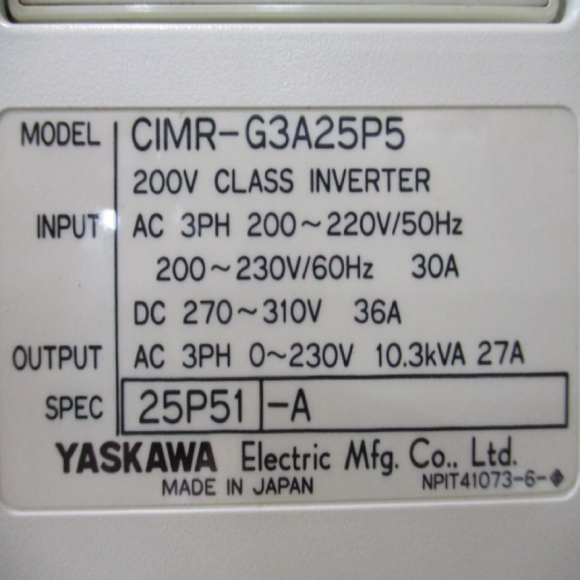 MODEL CIMR-G3A25P5
200V CLASS INVERTER
INPUT AC 3PH 200~220V/50Hz
200~230V/60Hz 30A
DC 270~310V 36A
OUTPUT AC 3PH 0~230V 10.3kVA 27A
SPEC 25P51 -A
YASKAWA Electric Mfg. Co., Ltd.
MADE IN JAPAN NPIT41073-6-